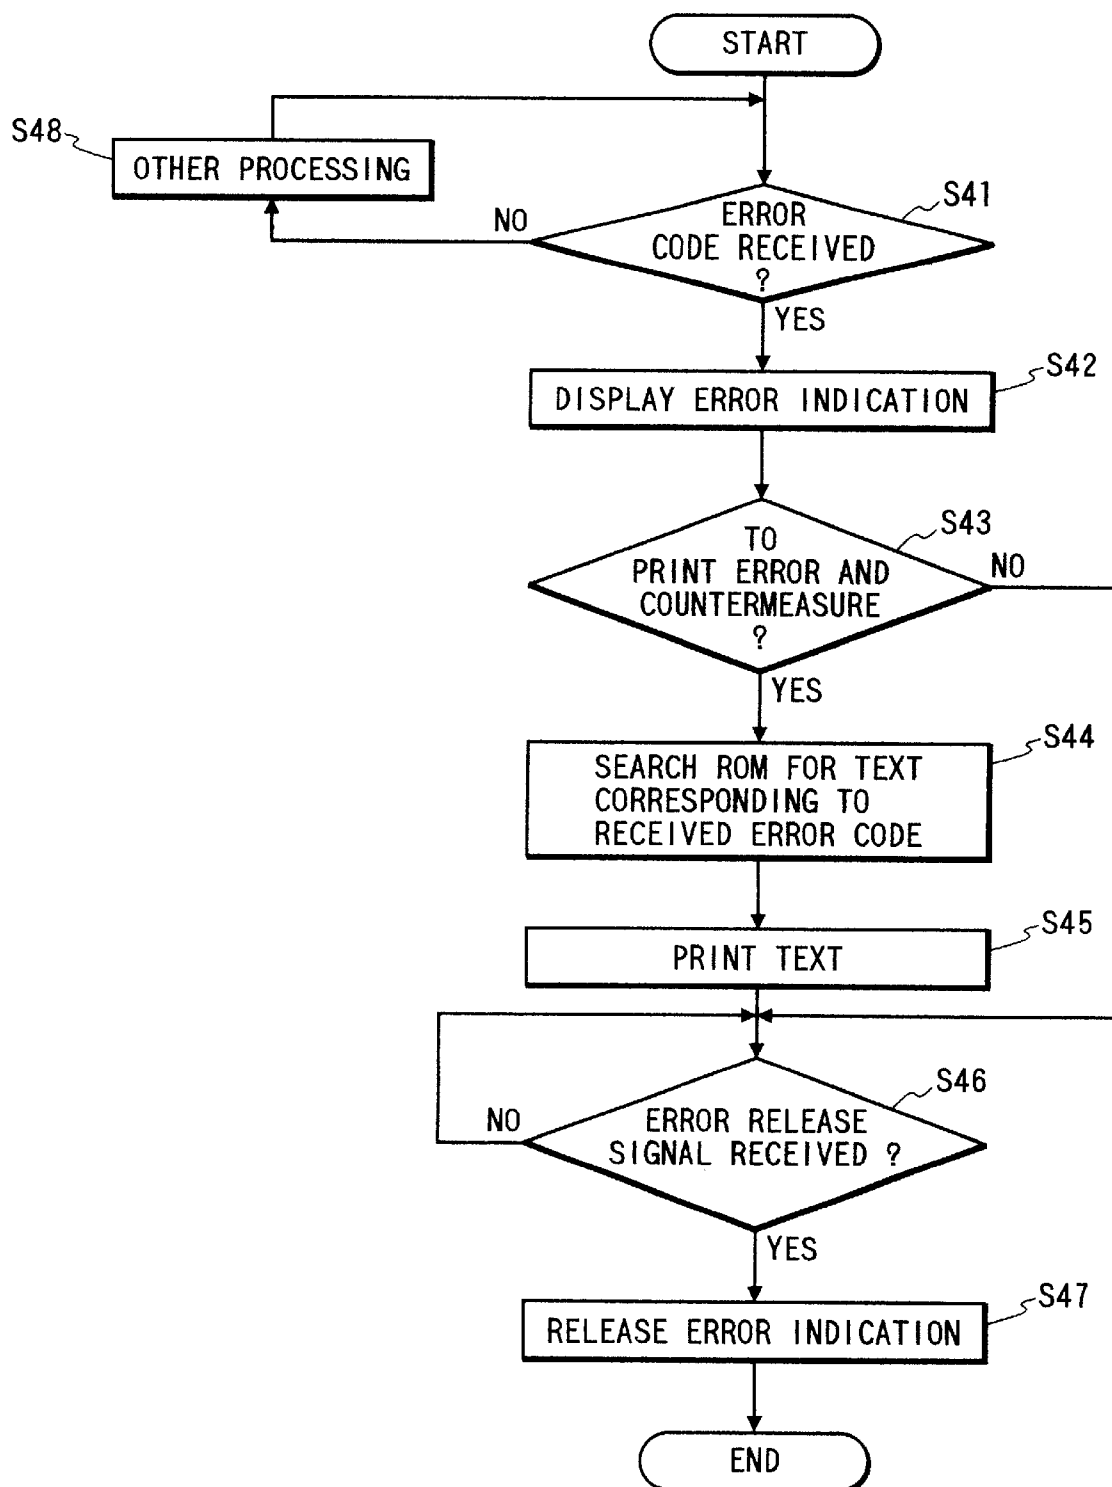 START
S48
OTHER PROCESSING
NO
S41
ERROR
CODE RECEIVED
?
YES
S42
DISPLAY ERROR INDICATION
S43
TO
PRINT ERROR AND
COUNTERMEASURE
?
NO
YES
S44
SEARCH ROM FOR TEXT
CORRESPONDING TO
RECEIVED ERROR CODE
S45
PRINT TEXT
S46
NO
ERROR RELEASE
SIGNAL RECEIVED ?
YES
S47
RELEASE ERROR INDICATION
END